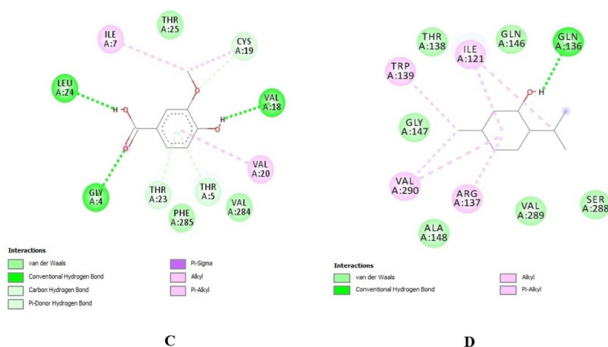 THR
A:25
ILE
A:7
CYS
A:19
LEU
A:24
H
O
O
O
O
H
VAL
A:18
VAL
A:20
GLY
A:4
THR
A:23
THR
A:5
PHE
A:285
VAL
A:284
Interactions
van der Waals
Conventional Hydrogen Bond
Carbon Hydrogen Bond
Pi-Donor Hydrogen Bond
Pi-Sigma
Alkyl
Pi-Alkyl
C
THR
A:138
ILE
A:121
GLN
A:146
GLN
A:136
TRP
A:139
O
H
GLY
A:147
VAL
A:290
ARG
A:137
ALA
A:148
VAL
A:289
SER
A:288
Interactions
van der Waals
Conventional Hydrogen Bond
Alkyl
Pi-Alkyl
D